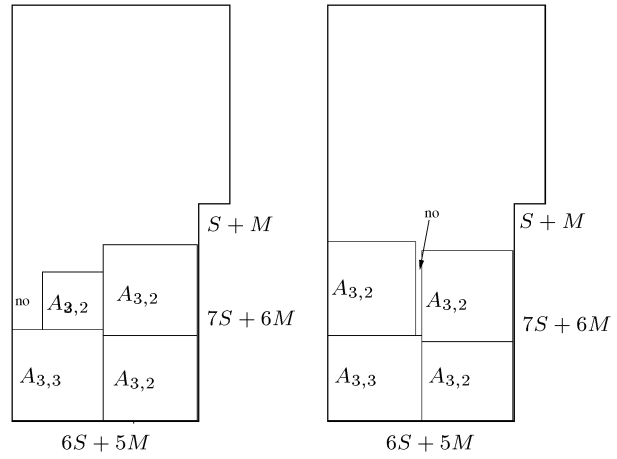 no
S + M
S + M
no
A₃,₂
A₃,₂
A₃,₂
A₃,₂
7S + 6M
7S + 6M
A₃,₃
A₃,₂
A₃,₃
A₃,₂
6S + 5M
6S + 5M